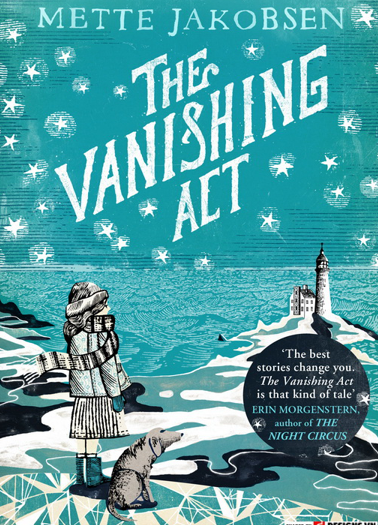 METTE JAKOBSEN
THE
VANISHING
ACT
'The best
stories change you.
The Vanishing Act
is that kind of tale'
ERIN MORGENSTERN,
author of THE
NIGHT CIRCUS